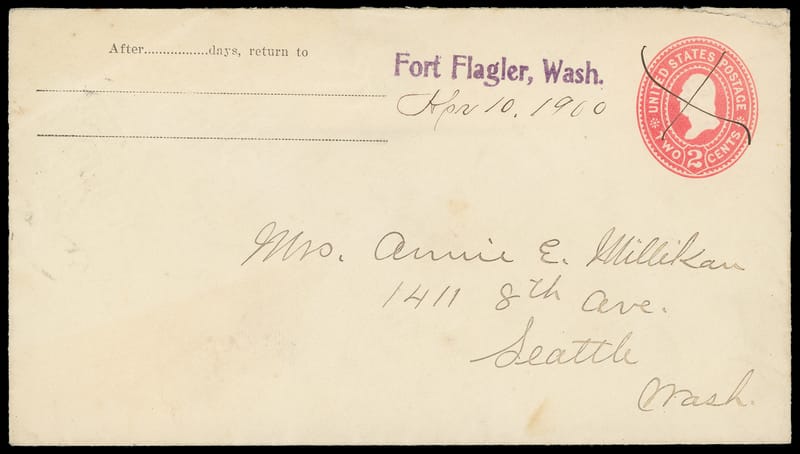 After.................days, return to
Fort Flagler, Wash.
Apr 10, 1900
UNITED STATES POSTAGE
TWO 2 CENTS
Mrs. Annie E. Millikan
1411 8th Ave.
Seattle
Wash.